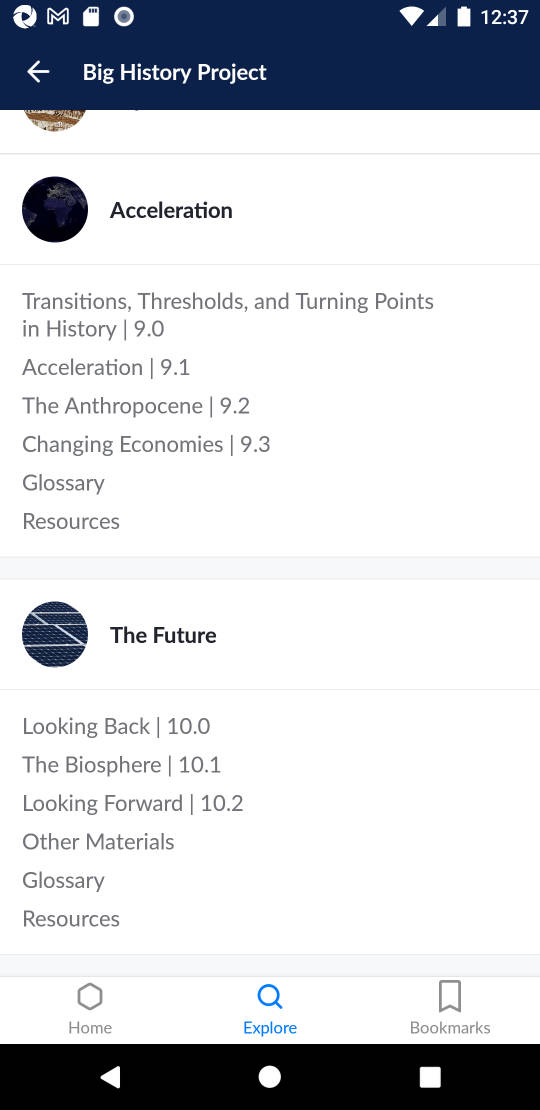 12:37
Big History Project
Acceleration
Transitions, Thresholds, and Turning Points
in History | 9.0
Acceleration | 9.1
The Anthropocene | 9.2
Changing Economies | 9.3
Glossary
Resources
The Future
Looking Back | 10.0
The Biosphere | 10.1
Looking Forward | 10.2
Other Materials
Glossary
Resources
Home
Explore
Bookmarks